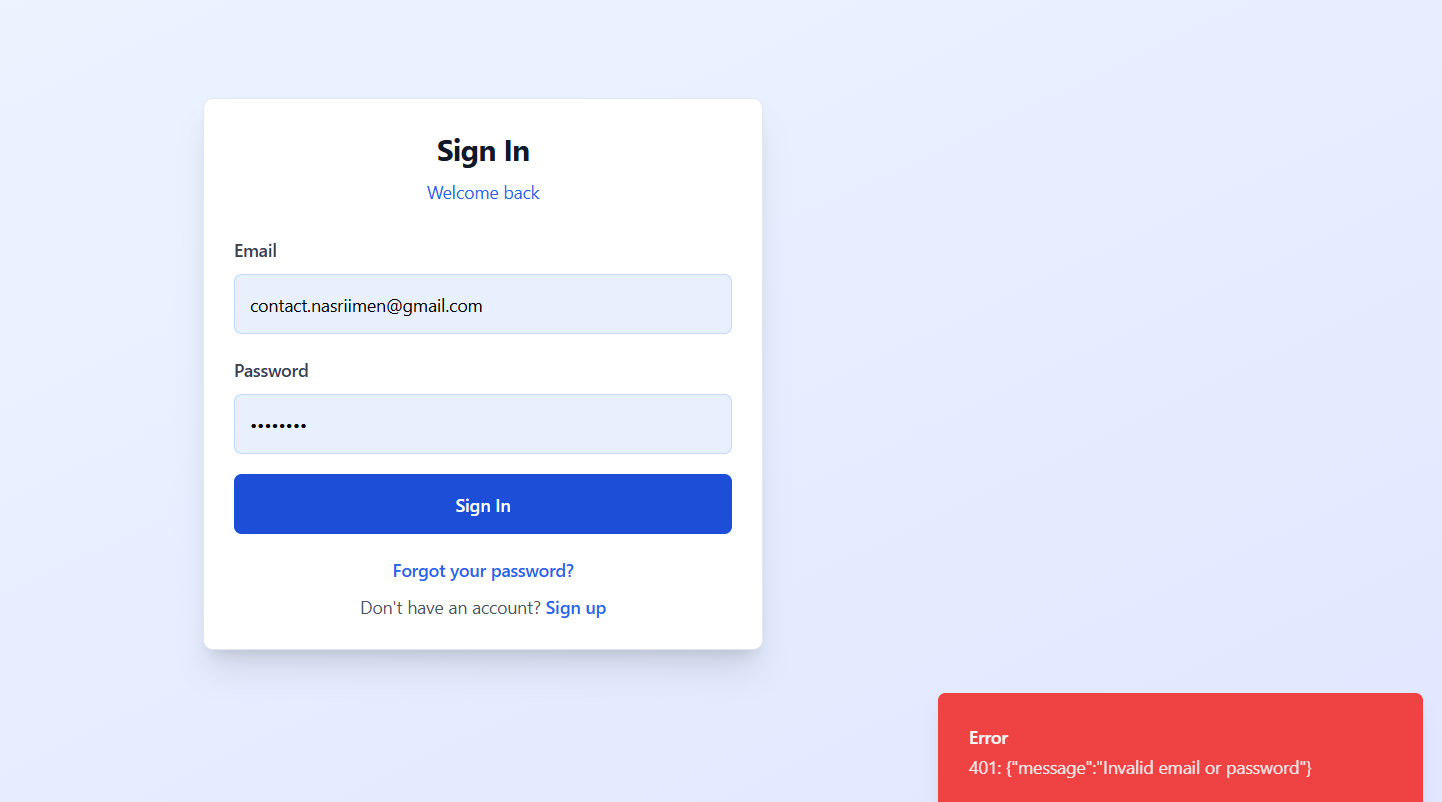 Sign In
Welcome back
Email
contact.nasriimen@gmail.com
Password
••••••••
Sign In
Forgot your password?
Don't have an account? Sign up
Error
401: {"message":"Invalid email or password"}